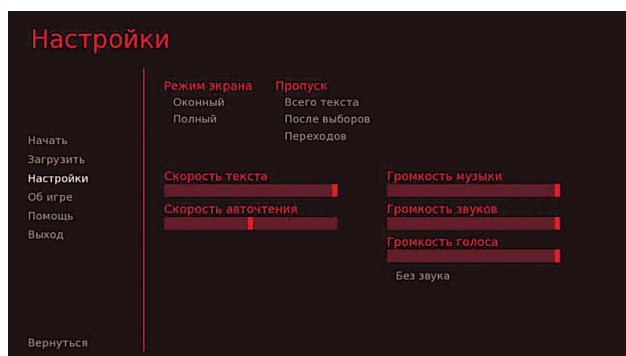 Настройки
Начать
Загрузить
Настройки
Об игре
Помощь
Выход
Вернуться
Режим экрана
Оконный
Полный
Пропуск
Всего текста
После выборов
Переходов
Скорость текста
Скорость авточтения
Громкость музыки
Громкость звуков
Громкость голоса
Без звука